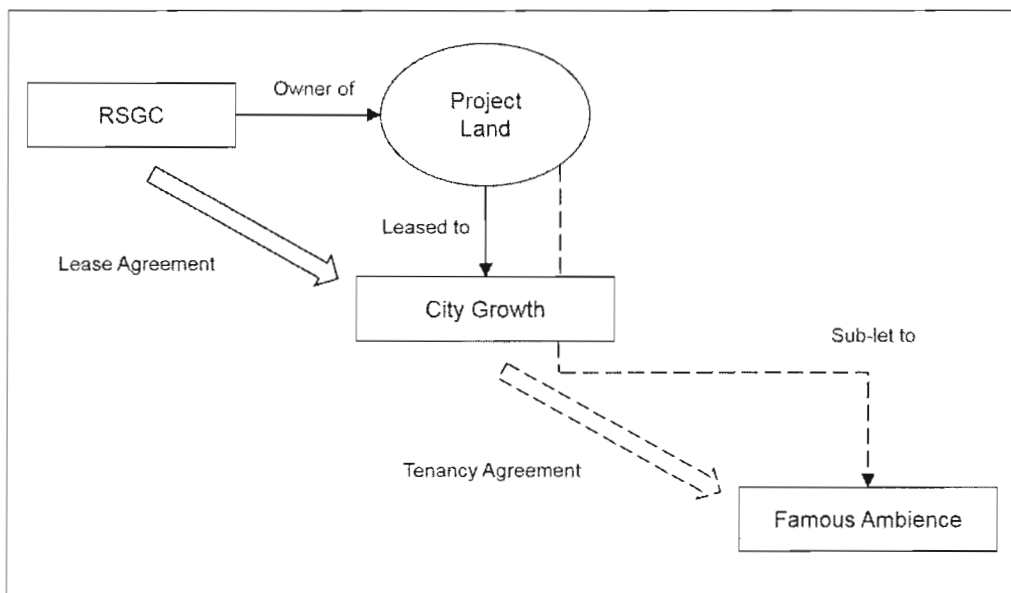 Owner of
RSGC
Project
Land
Leased to
Lease Agreement
City Growth
Sub-let to
Tenancy Agreement
Famous Ambience